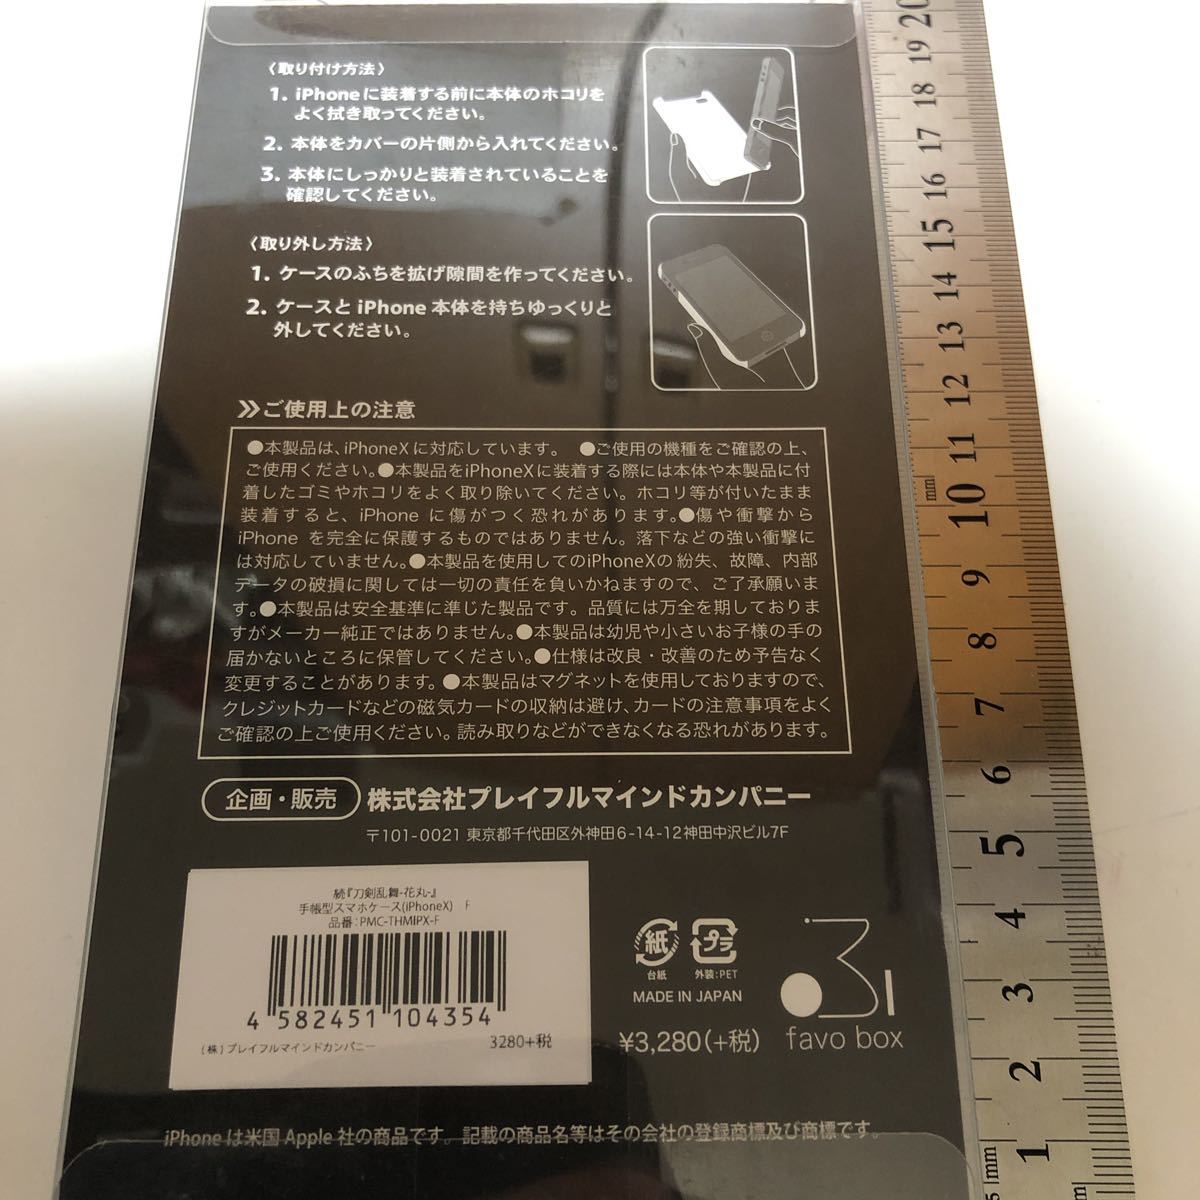 〈取り付け方法〉
1. iPhoneに装着する前に本体のホコリを
よく拭き取ってください。
2. 本体をカバーの片側から入れてください。
3. 本体にしっかりと装着されていることを
確認してください。
〈取り外し方法〉
1. ケースのふちを拡げ隙間を作ってください。
2. ケースと iPhone 本体を持ちゆっくりと
外してください。
≫ご使用上の注意
●本製品は、iPhoneXに対応しています。 ●ご使用の機種をご確認の上、
ご使用ください。●本製品をiPhoneXに装着する際には本体や本製品に付
着したゴミやホコリをよく取り除いてください。ホコリ等が付いたまま
装着すると、iPhone に傷がつく恐れがあります。●傷や衝撃から
iPhone を完全に保護するものではありません。落下などの強い衝撃に
は対応していません。●本製品を使用してのiPhoneXの紛失、故障、内部
データの破損に関しては一切の責任を負いかねますので、ご了承願いま
す。●本製品は安全基準に準じた製品です。品質には万全を期しておりま
すがメーカー純正ではありません。●本製品は幼児や小さいお子様の手の
届かないところに保管してください。●仕様は改良・改善のため予告なく
変更することがあります。●本製品はマグネットを使用しておりますので、
クレジットカードなどの磁気カードの収納は避け、カードの注意事項をよく
ご確認の上ご使用ください。読み取りなどができなくなる恐れがあります。
企画・販売 株式会社プレイフルマインドカンパニー
〒101-0021 東京都千代田区外神田6-14-12神田中沢ビル7F
続『刀剣乱舞-花丸-』
手帳型スマホケース(iPhoneX) F
品番：PMC-THMIPX-F
4 582451 104354
(株)プレイフルマインドカンパニー 3280+税
紙 プラ
台紙 外装:PET
MADE IN JAPAN
¥3,280(+税)
favo box
iPhoneは米国Apple社の商品です。記載の商品名等はその会社の登録商標及び商標です。
20
19
18
17
16
15
14
13
12
11
mm
10
9
8
7
6
5
4
3
2
1
mm